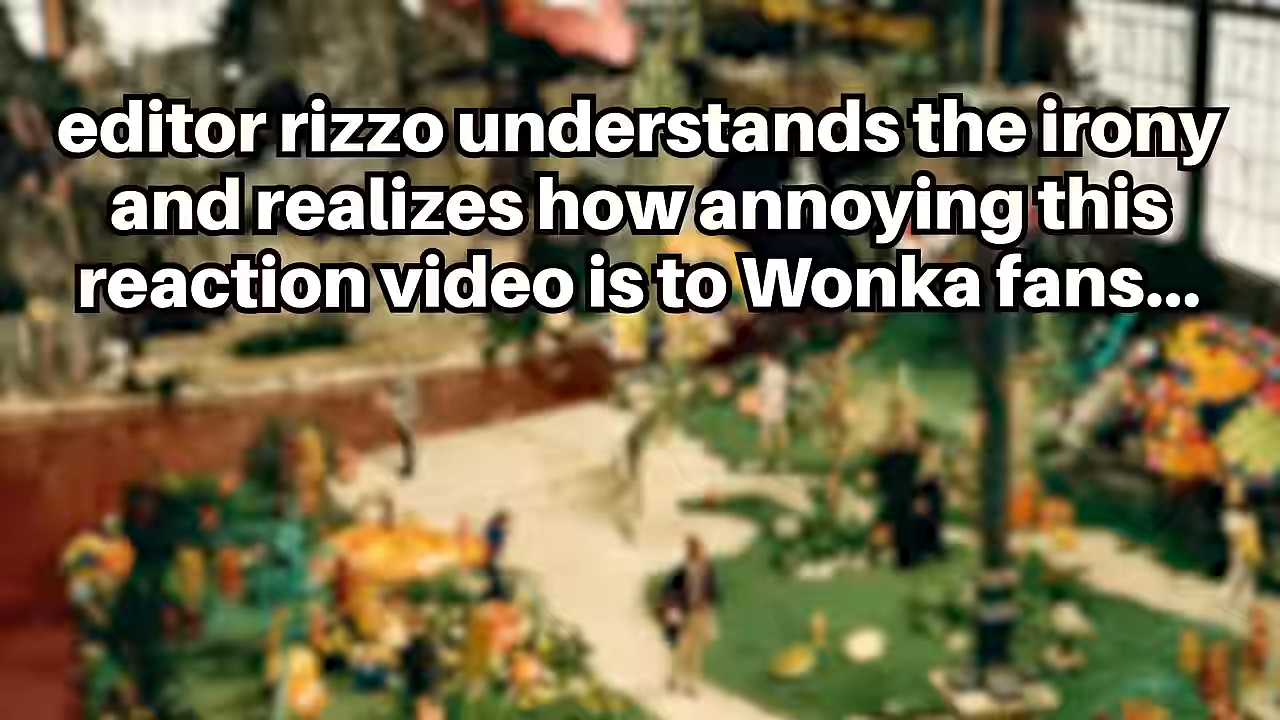 editor rizzo understands the irony
and realizes how annoying this
reaction video is to Wonka fans...